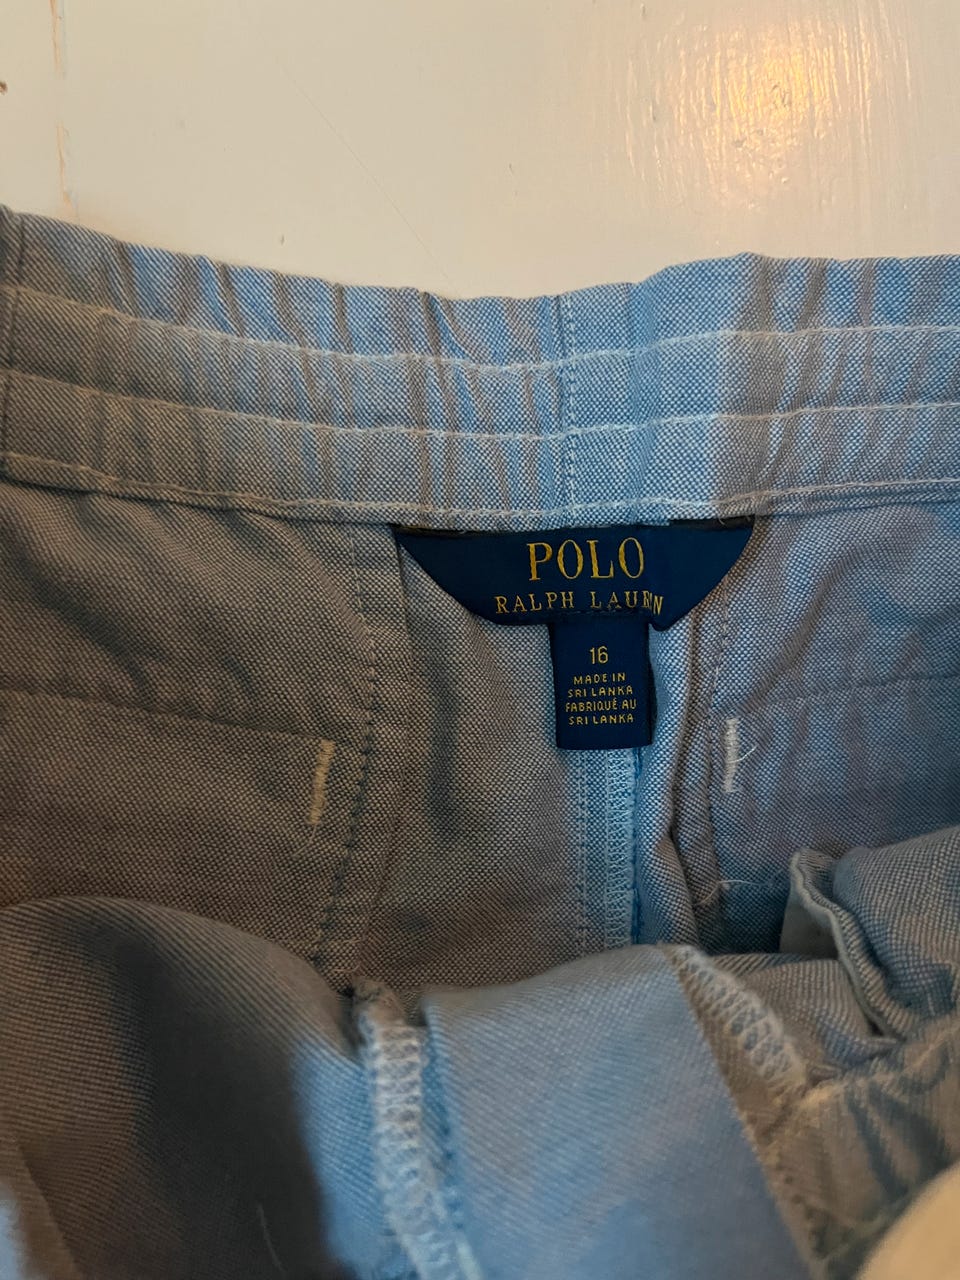 POLO
RALPH LAUREN
16
MADE IN
SRI LANKA
FABRIQUÉ AU
SRI LANKA